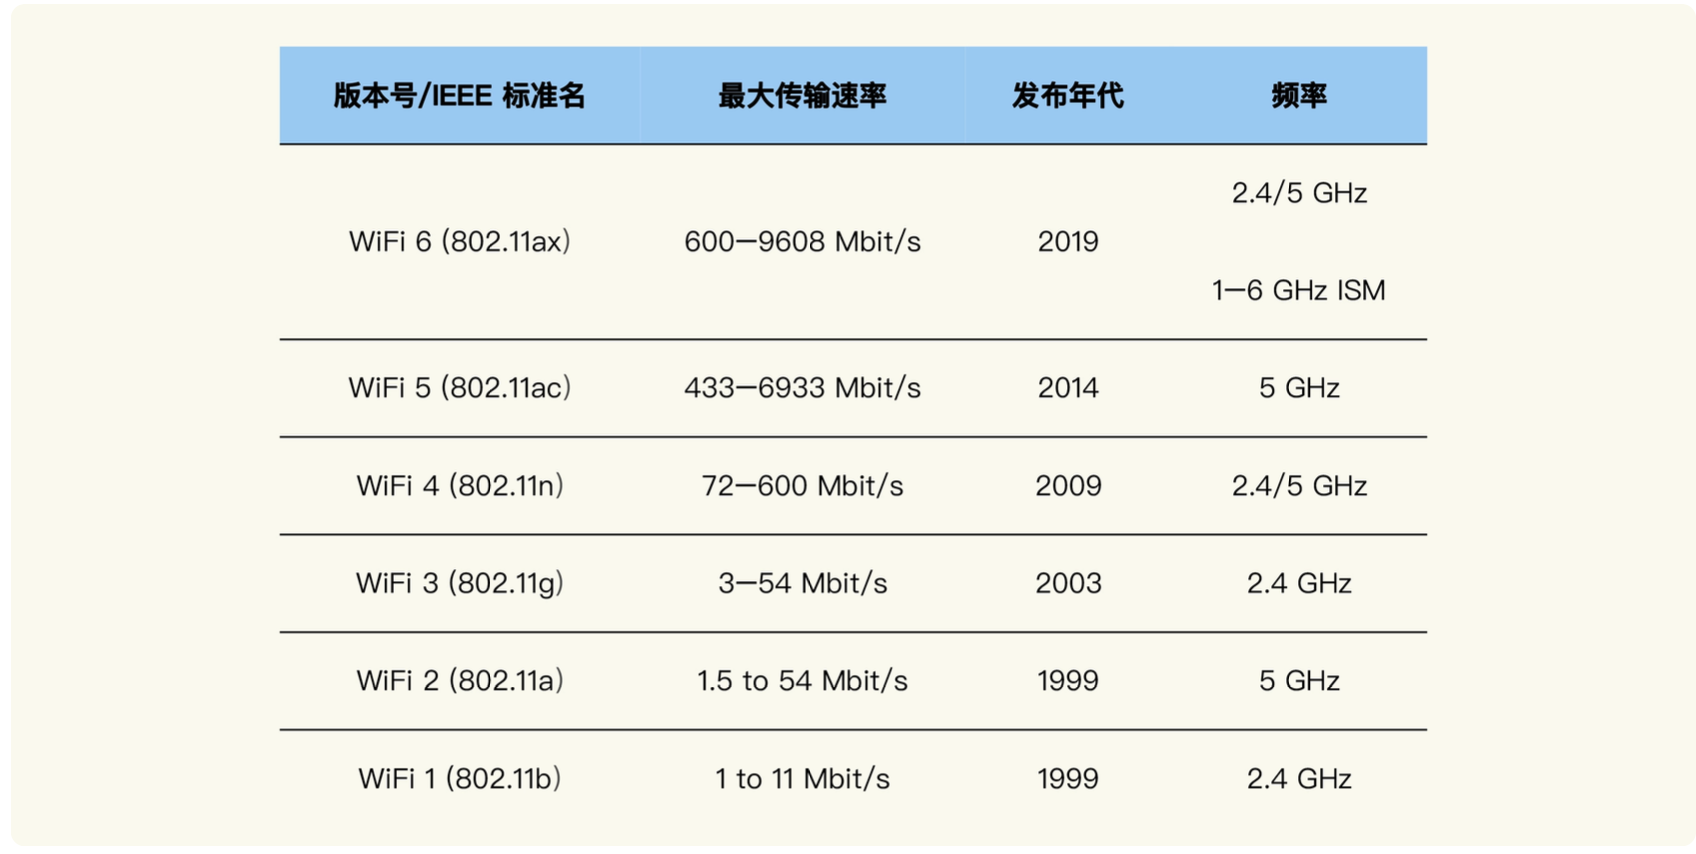 版本号/IEEE 标准名 最大传输速率 发布年代 频率
2.4/5 GHz
WiFi 6 (802.11ax) 600—9608 Mbit/s 2019
1—6 GHz ISM
WiFi 5 (802.11ac) 433—6933 Mbit/s 2014 5 GHz
WiFi 4 (802.11n) 72—600 Mbit/s 2009 2.4/5 GHz
WiFi 3 (802.11g) 3—54 Mbit/s 2003 2.4 GHz
WiFi 2 (802.11a) 1.5 to 54 Mbit/s 1999 5 GHz
WiFi 1 (802.11b) 1 to 11 Mbit/s 1999 2.4 GHz